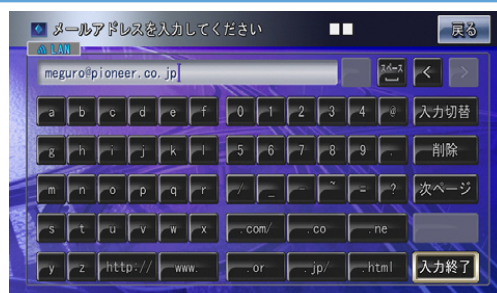 メールアドレスを入力してください 戻る
LAN
meguro@pioneer.co.jp スペース < >
a b c d e f 0 1 2 3 4 @ 入力切替
g h i j k l 5 6 7 8 9 . 削除
m n o p q r / _ - ~ = ? 次ページ
s t u v w x .com/ .co .ne
y z http:// www. .or .jp/ .html 入力終了